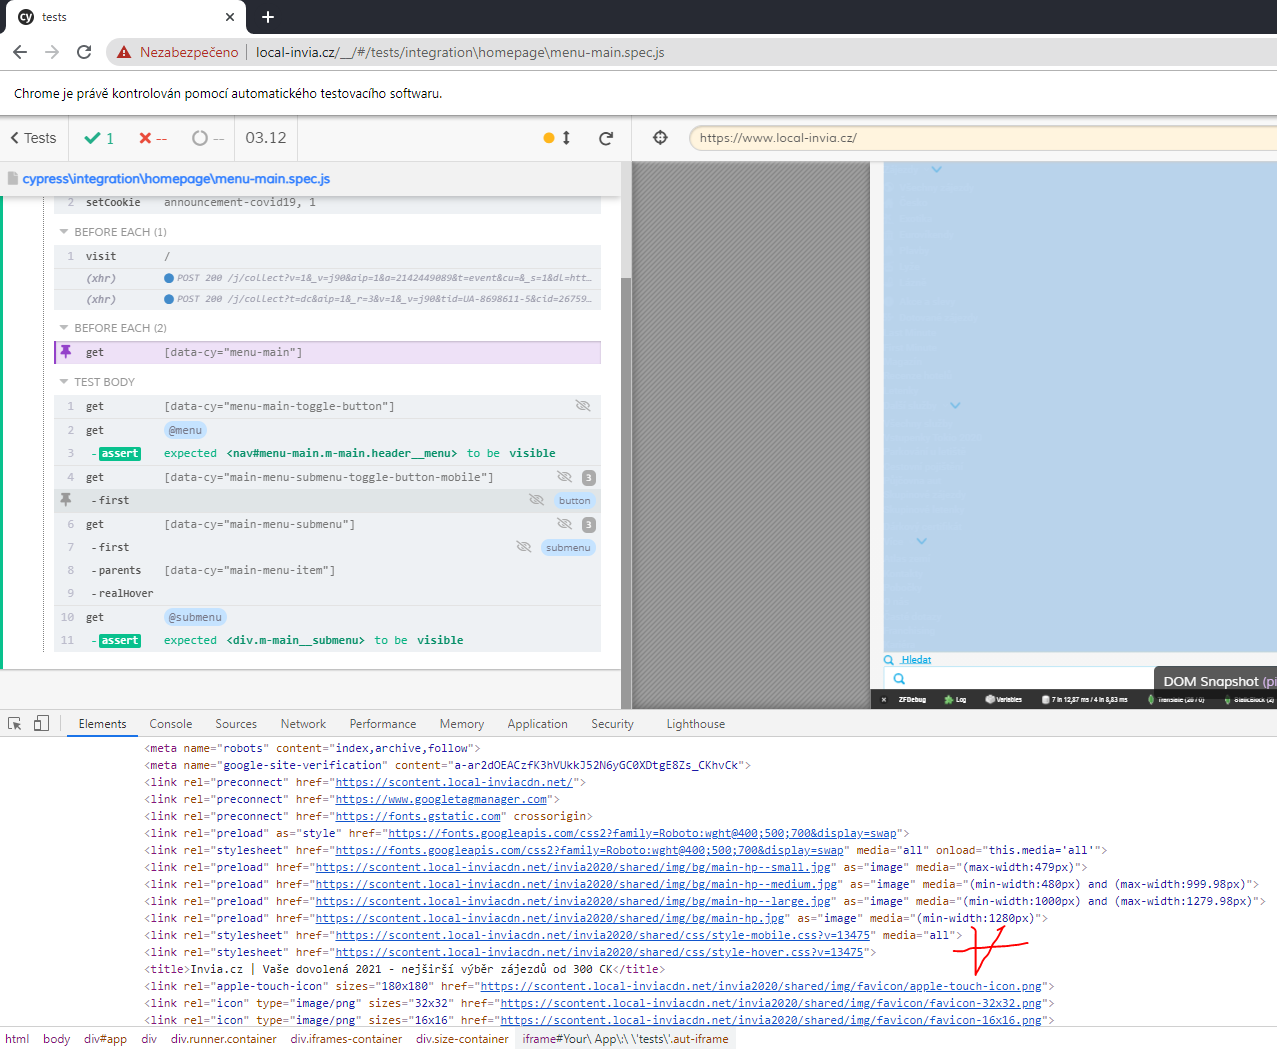 tests
Nezabezpečeno | local-invia.cz/__/#/tests/integration\homepage\menu-main.spec.js
Chrome je právě kontrolován pomocí automatického testovacího softwaru.
Tests 1 -- -- 03.12 https://www.local-invia.cz/
cypress\integration\homepage\menu-main.spec.js
2 setCookie announcement-covid19, 1
BEFORE EACH (1)
1 visit /
(xhr) POST 200 /j/collect?v=1&_v=j90&aip=1&a=2142449089&t=event&cu=&_s=1&dl=htt…
(xhr) POST 200 /j/collect?t=dc&aip=1&_r=3&v=1&_v=j90&tid=UA-8698611-5&cid=26759…
BEFORE EACH (2)
get [data-cy="menu-main"]
TEST BODY
1 get [data-cy="menu-main-toggle-button"]
2 get @menu
3 -assert expected <nav#menu-main.m-main.header__menu> to be visible
4 get [data-cy="main-menu-submenu-toggle-button-mobile"] 3
-first button
6 get [data-cy="main-menu-submenu"] 3
7 -first submenu
8 -parents [data-cy="main-menu-item"]
9 -realHover
10 get @submenu
11 -assert expected <div.m-main__submenu> to be visible
Hledat
DOM Snapshot (pi
ZFDebug Log Variables 7 in 12,87 ms / 4 in 8,83 ms Translate (28 / 0) StaticBlock (2)
Elements Console Sources Network Performance Memory Application Security Lighthouse
<meta name="robots" content="index,archive,follow">
<meta name="google-site-verification" content="a-ar2dOEACzfK3hVUkkJ52N6yGC0XDtgE8Zs_CKhvCk">
<link rel="preconnect" href="https://scontent.local-inviacdn.net/">
<link rel="preconnect" href="https://www.googletagmanager.com">
<link rel="preconnect" href="https://fonts.gstatic.com" crossorigin>
<link rel="preload" as="style" href="https://fonts.googleapis.com/css2?family=Roboto:wght@400;500;700&display=swap">
<link rel="stylesheet" href="https://fonts.googleapis.com/css2?family=Roboto:wght@400;500;700&display=swap" media="all" onload="this.media='all'">
<link rel="preload" href="https://scontent.local-inviacdn.net/invia2020/shared/img/bg/main-hp--small.jpg" as="image" media="(max-width:479px)">
<link rel="preload" href="https://scontent.local-inviacdn.net/invia2020/shared/img/bg/main-hp--medium.jpg" as="image" media="(min-width:480px) and (max-width:999.98px)">
<link rel="preload" href="https://scontent.local-inviacdn.net/invia2020/shared/img/bg/main-hp--large.jpg" as="image" media="(min-width:1000px) and (max-width:1279.98px)">
<link rel="preload" href="https://scontent.local-inviacdn.net/invia2020/shared/img/bg/main-hp.jpg" as="image" media="(min-width:1280px)">
<link rel="stylesheet" href="https://scontent.local-inviacdn.net/invia2020/shared/css/style-mobile.css?v=13475" media="all">
<link rel="stylesheet" href="https://scontent.local-inviacdn.net/invia2020/shared/css/style-hover.css?v=13475">
<title>Invia.cz | Vaše dovolená 2021 - nejširší výběr zájezdů od 300 CK</title>
<link rel="apple-touch-icon" sizes="180x180" href="https://scontent.local-inviacdn.net/invia2020/shared/img/favicon/apple-touch-icon.png">
<link rel="icon" type="image/png" sizes="32x32" href="https://scontent.local-inviacdn.net/invia2020/shared/img/favicon/favicon-32x32.png">
<link rel="icon" type="image/png" sizes="16x16" href="https://scontent.local-inviacdn.net/invia2020/shared/img/favicon/favicon-16x16.png">
html body div#app div div.runner.container div.iframes-container div.size-container iframe#Your\ App\:\ \'tests\'.aut-iframe